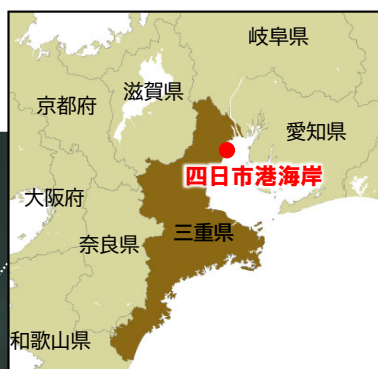 岐阜県
滋賀県
京都府
愛知県
四日市港海岸
大阪府
三重県
奈良県
和歌山県